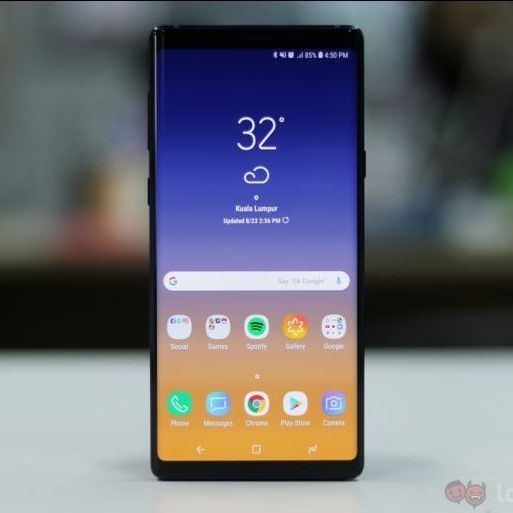 85% 4:50 PM
32°
Kuala Lumpur
Updated 8/23 2:36 PM
G Say "Ok Google"
Social Games Spotify Gallery Google
Phone Messages Chrome Play Store Camera